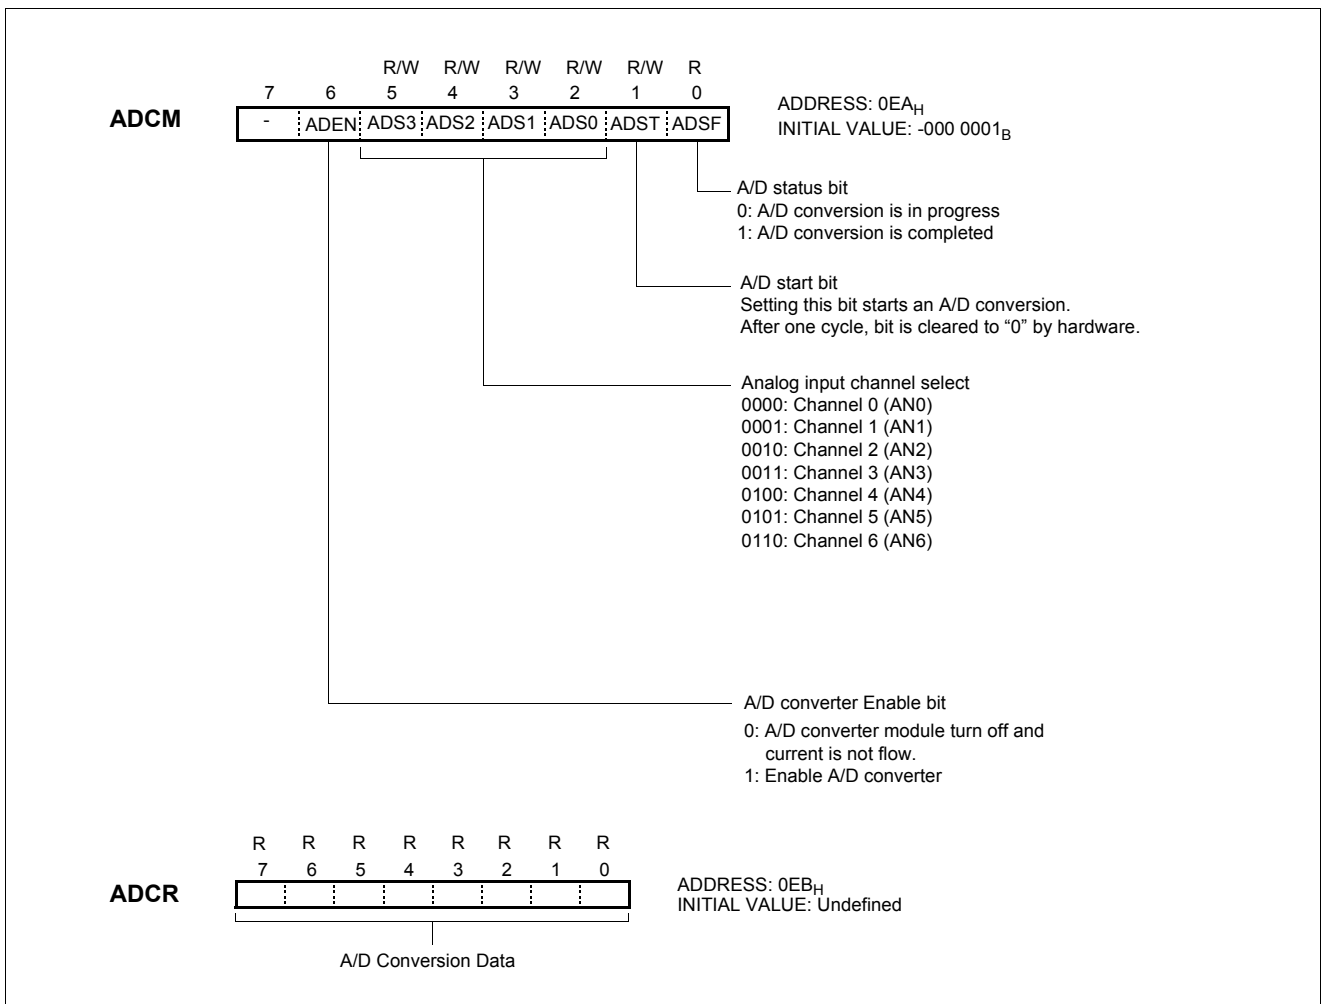 R/W R/W R/W R/W R/W R
7 6 5 4 3 2 1 0
ADCM - ADEN ADS3 ADS2 ADS1 ADS0 ADST ADSF
ADDRESS: 0EAH
INITIAL VALUE: -000 0001B
A/D status bit
0: A/D conversion is in progress
1: A/D conversion is completed
A/D start bit
Setting this bit starts an A/D conversion.
After one cycle, bit is cleared to “0” by hardware.
Analog input channel select
0000: Channel 0 (AN0)
0001: Channel 1 (AN1)
0010: Channel 2 (AN2)
0011: Channel 3 (AN3)
0100: Channel 4 (AN4)
0101: Channel 5 (AN5)
0110: Channel 6 (AN6)
A/D converter Enable bit
0: A/D converter module turn off and
current is not flow.
1: Enable A/D converter
R R R R R R R R
7 6 5 4 3 2 1 0
ADCR
ADDRESS: 0EBH
INITIAL VALUE: Undefined
A/D Conversion Data